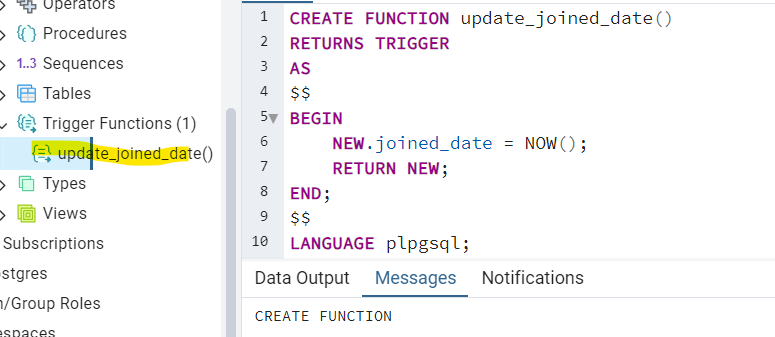 Operators
Procedures
1..3 Sequences
Tables
Trigger Functions (1)
update_joined_date()
Types
Views
Subscriptions
ostgres
n/Group Roles
espaces
1 CREATE FUNCTION update_joined_date()
2 RETURNS TRIGGER
3 AS
4 $$
5 BEGIN
6 NEW.joined_date = NOW();
7 RETURN NEW;
8 END;
9 $$
10 LANGUAGE plpgsql;
Data Output Messages Notifications
CREATE FUNCTION